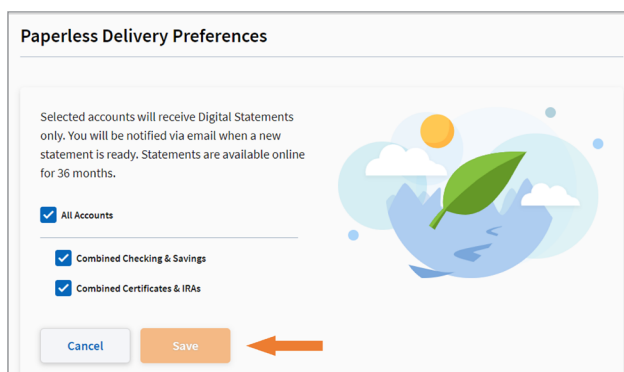 Paperless Delivery Preferences
Selected accounts will receive Digital Statements
only. You will be notified via email when a new
statement is ready. Statements are available online
for 36 months.
All Accounts
Combined Checking & Savings
Combined Certificates & IRAs
Cancel
Save